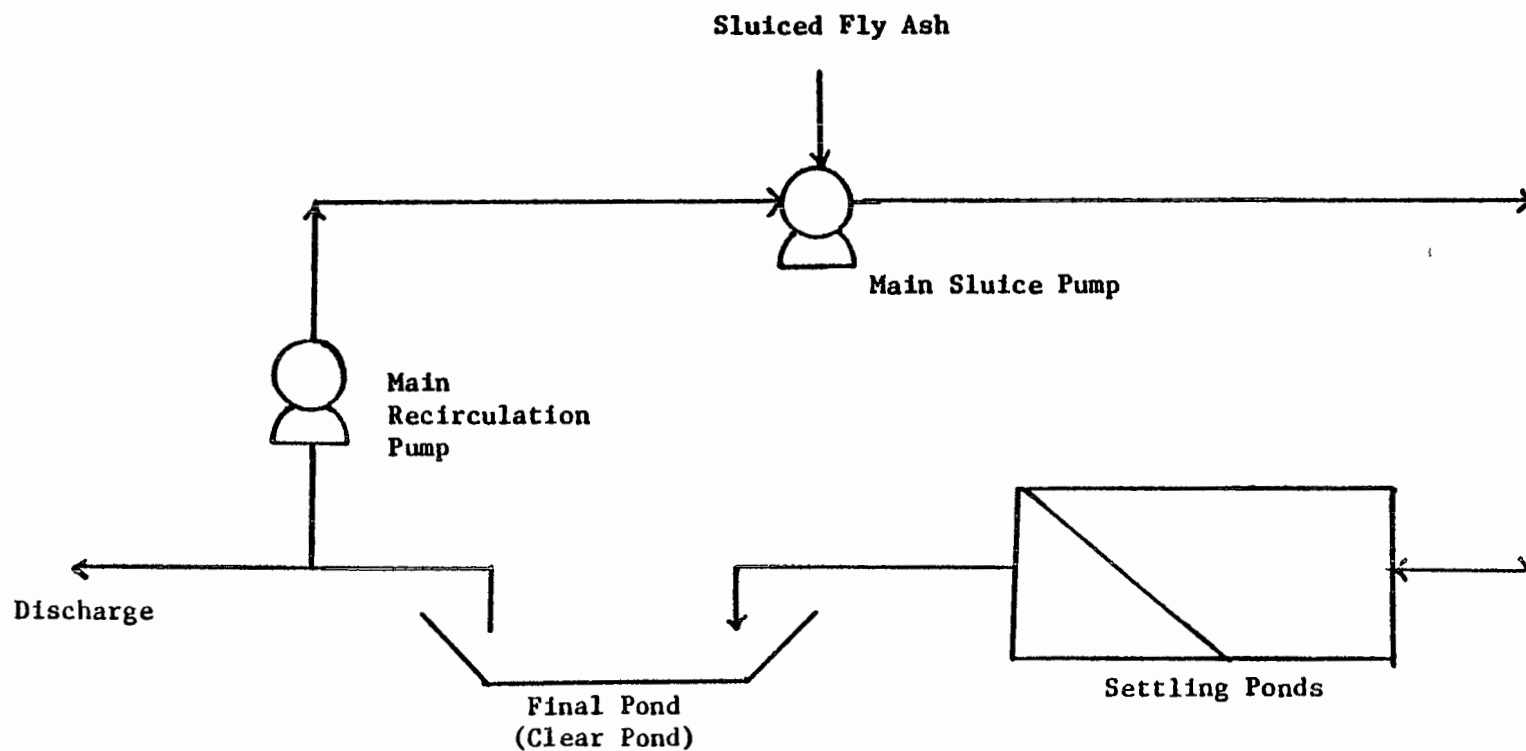 Sluiced Fly Ash
Main Sluice Pump
Main
Recirculation
Pump
Discharge
Settling Ponds
Final Pond
(Clear Pond)